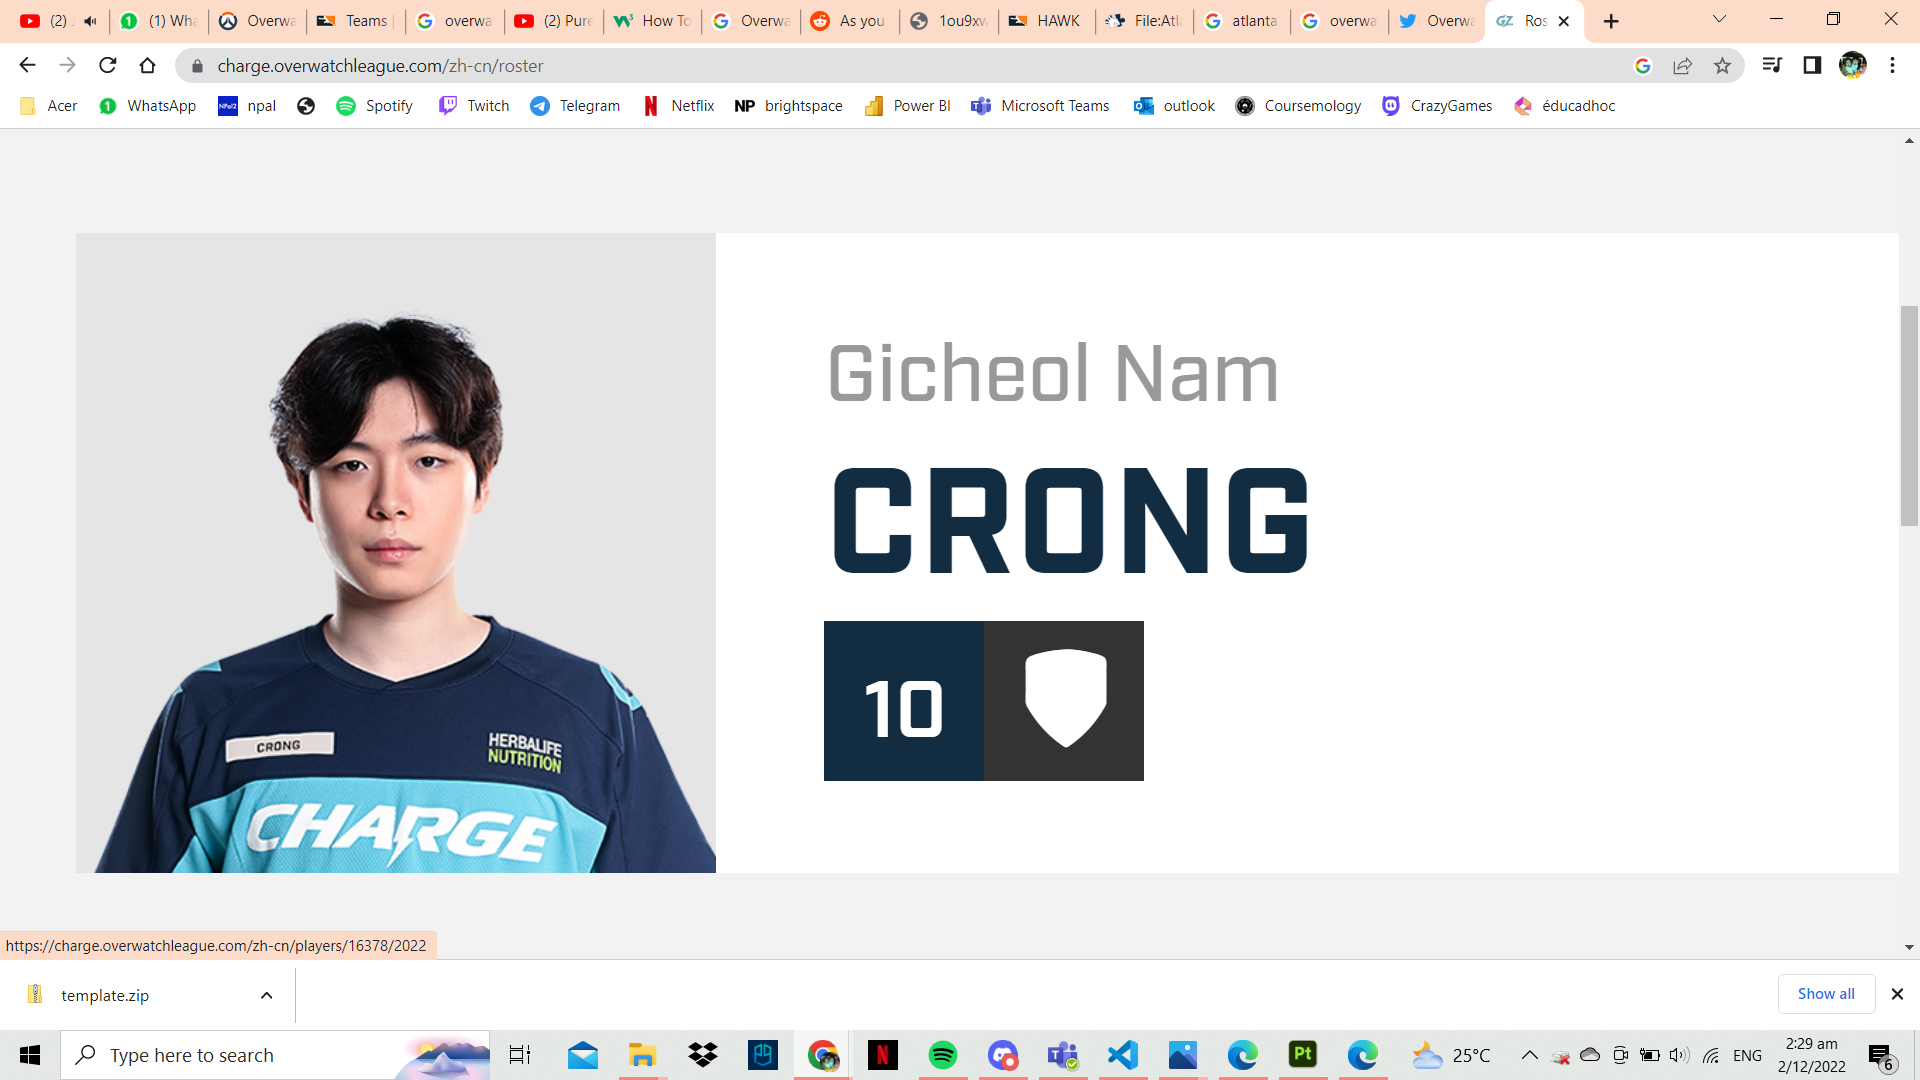 (2) .
(1) Wha
Overwa
Teams
overwa
(2) Pure
How To
Overwa
As you
1ou9xw
HAWK
File:Atla
atlanta
overwa
Overwa
Ros
charge.overwatchleague.com/zh-cn/roster
Acer
WhatsApp
npal
Spotify
Twitch
Telegram
Netflix
NP brightspace
Power BI
Microsoft Teams
outlook
Coursemology
CrazyGames
éducadhoc
Gicheol Nam
CRONG
10
CRONG
HERBALIFE
NUTRITION
CHARGE
https://charge.overwatchleague.com/zh-cn/players/16378/2022
template.zip
Show all
Type here to search
25°C
ENG
2:29 am
2/12/2022
6